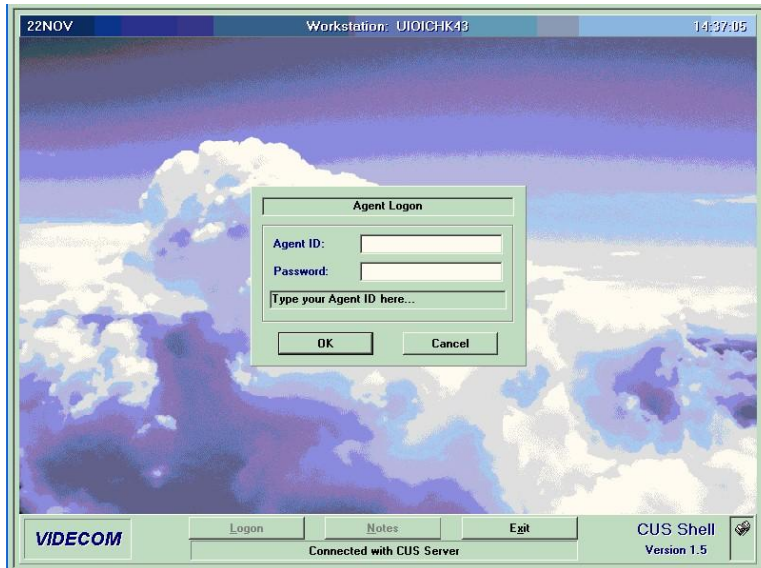 22NOV Workstation: UIOICHK43 14:37:05
Agent Logon
Agent ID:
Password:
Type your Agent ID here...
OK Cancel
VIDECOM Logon Notes Exit CUS Shell
Connected with CUS Server Version 1.5